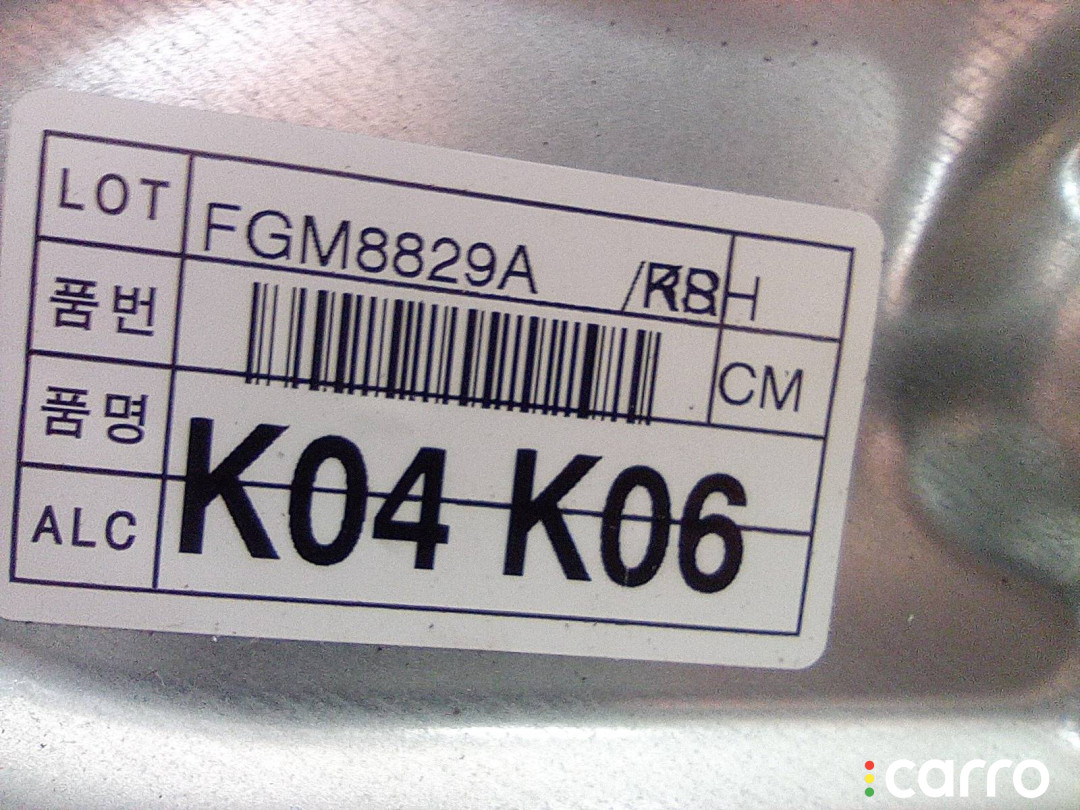 LOT FGM8829A
품번 CM
품명
K04 K06
ALC
carro